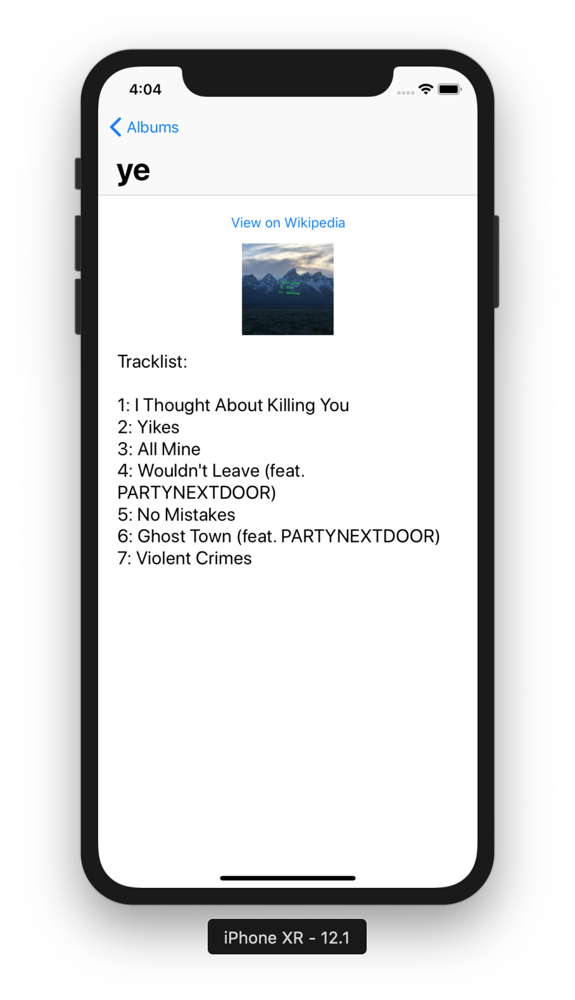 4:04
Albums
ye
View on Wikipedia
Tracklist:
1: I Thought About Killing You
2: Yikes
3: All Mine
4: Wouldn't Leave (feat.
PARTYNEXTDOOR)
5: No Mistakes
6: Ghost Town (feat. PARTYNEXTDOOR)
7: Violent Crimes
iPhone XR - 12.1